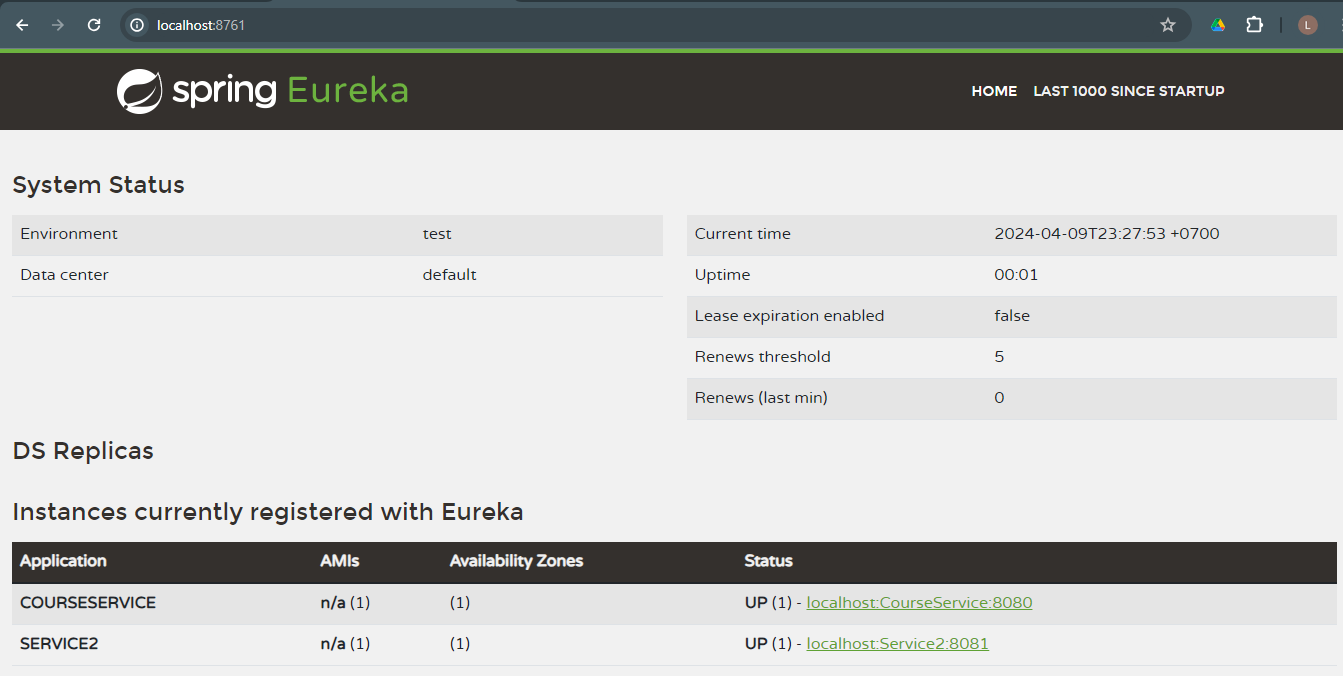 localhost:8761
L
spring Eureka
HOME LAST 1000 SINCE STARTUP
System Status
Environment test
Data center default
Current time 2024-04-09T23:27:53 +0700
Uptime 00:01
Lease expiration enabled false
Renews threshold 5
Renews (last min) 0
DS Replicas
Instances currently registered with Eureka
Application AMIs Availability Zones Status
COURSESERVICE n/a (1) (1) UP (1) - localhost:CourseService:8080
SERVICE2 n/a (1) (1) UP (1) - localhost:Service2:8081